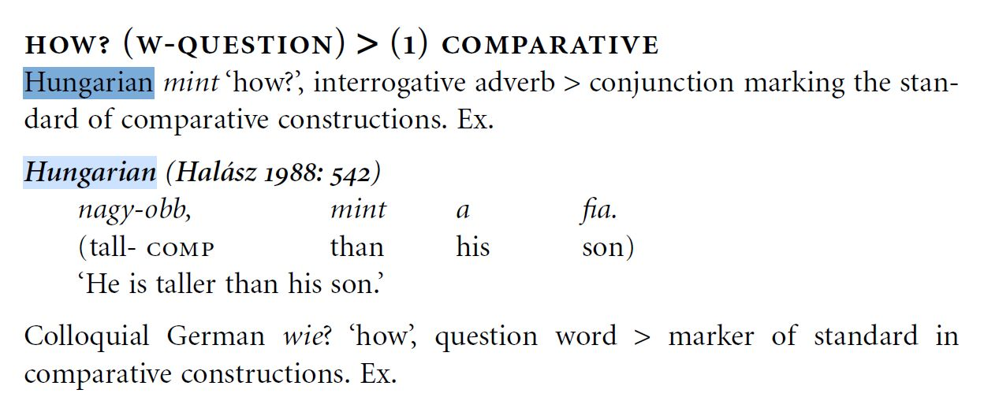 HOW? (W-QUESTION) > (1) COMPARATIVE
Hungarian mint ‘how?’, interrogative adverb > conjunction marking the stan-
dard of comparative constructions. Ex.
Hungarian (Halász 1988: 542)
nagy-obb, mint a fia.
(tall- COMP than his son)
‘He is taller than his son.’
Colloquial German wie? ‘how’, question word > marker of standard in
comparative constructions. Ex.